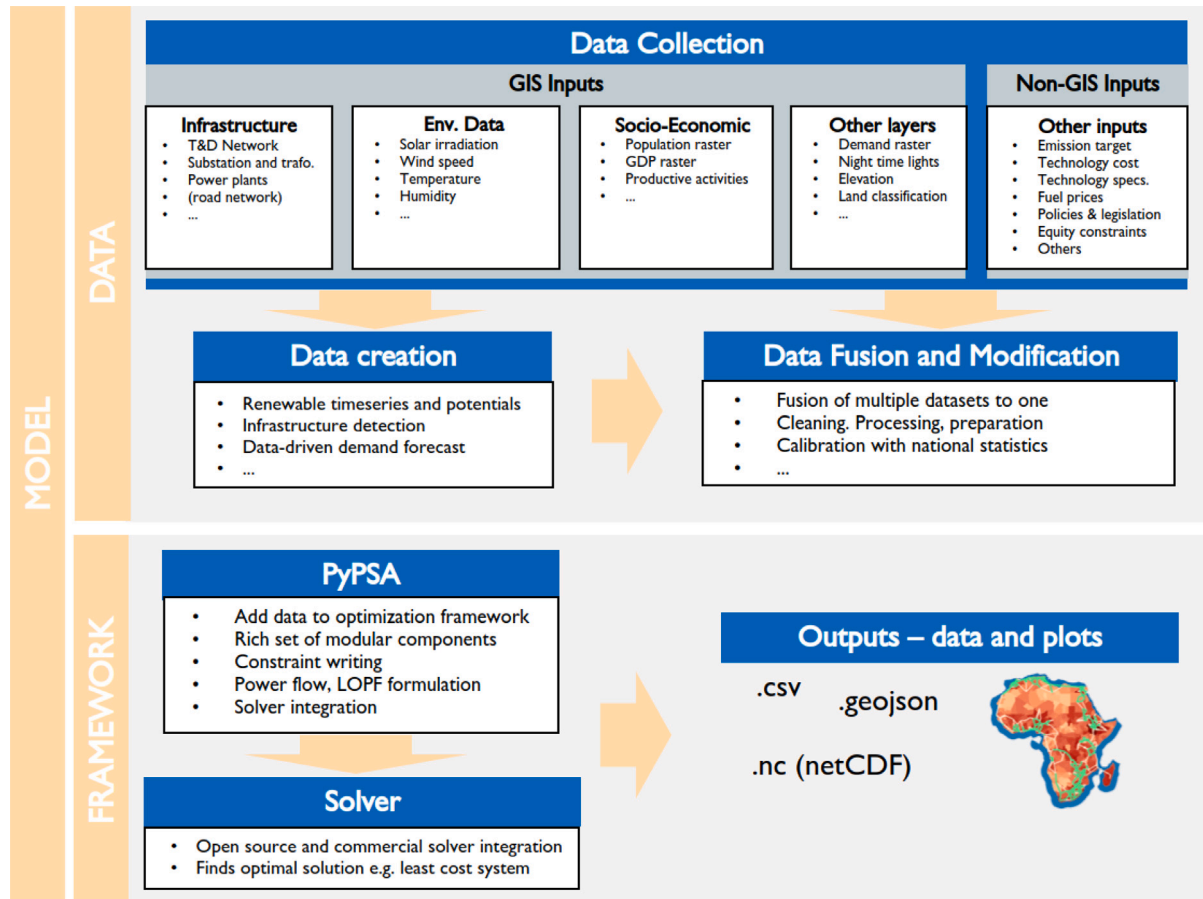 MODEL
DATA
Data Collection
GIS Inputs
Non-GIS Inputs
Infrastructure
• T&D Network
• Substation and trafo.
• Power plants
• (road network)
• ...
Env. Data
• Solar irradiation
• Wind speed
• Temperature
• Humidity
• ...
Socio-Economic
• Population raster
• GDP raster
• Productive activities
• ...
Other layers
• Demand raster
• Night time lights
• Elevation
• Land classification
• ...
Other inputs
• Emission target
• Technology cost
• Technology specs.
• Fuel prices
• Policies & legislation
• Equity constraints
• Others
Data creation
• Renewable timeseries and potentials
• Infrastructure detection
• Data-driven demand forecast
• ...
Data Fusion and Modification
• Fusion of multiple datasets to one
• Cleaning. Processing, preparation
• Calibration with national statistics
• ...
FRAMEWORK
PyPSA
• Add data to optimization framework
• Rich set of modular components
• Constraint writing
• Power flow, LOPF formulation
• Solver integration
Solver
• Open source and commercial solver integration
• Finds optimal solution e.g. least cost system
Outputs – data and plots
.csv
.geojson
.nc (netCDF)